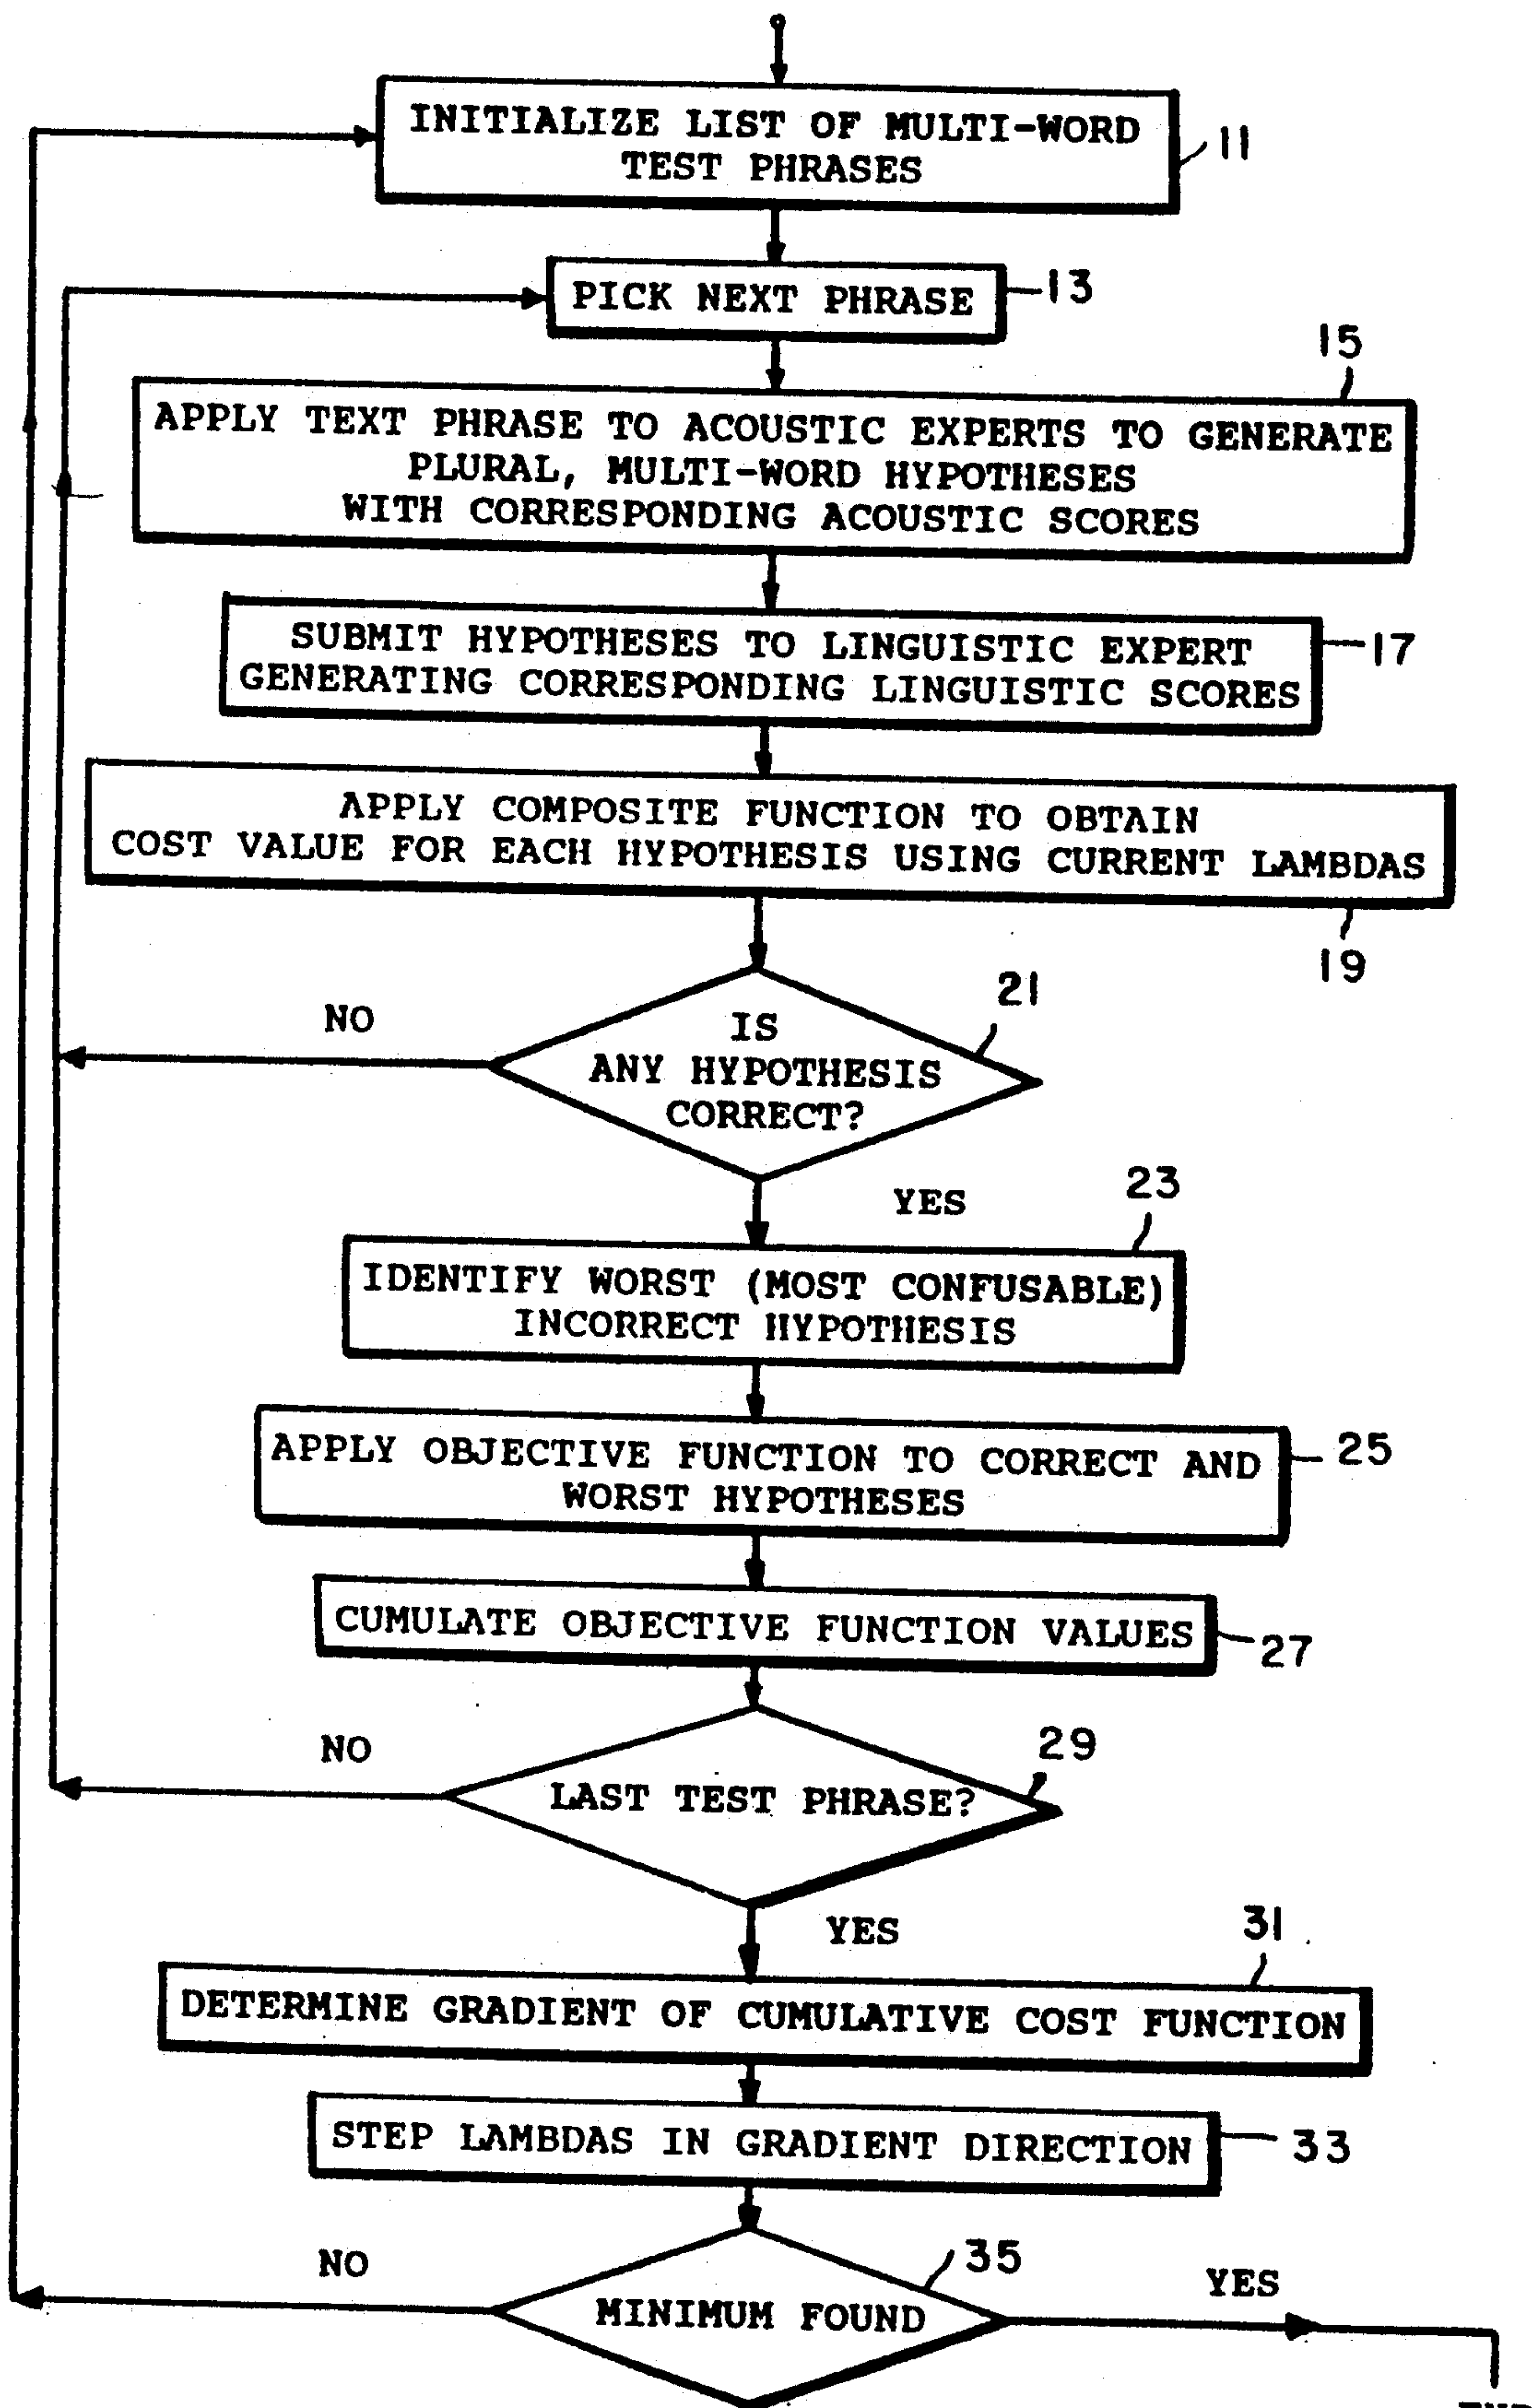 INITIALIZE LIST OF MULTI-WORD
TEST PHRASES
11
PICK NEXT PHRASE
13
15
APPLY TEXT PHRASE TO ACOUSTIC EXPERTS TO GENERATE
PLURAL, MULTI-WORD HYPOTHESES
WITH CORRESPONDING ACOUSTIC SCORES
SUBMIT HYPOTHESES TO LINGUISTIC EXPERT
GENERATING CORRESPONDING LINGUISTIC SCORES
17
APPLY COMPOSITE FUNCTION TO OBTAIN
COST VALUE FOR EACH HYPOTHESIS USING CURRENT LAMBDAS
19
21
NO
IS
ANY HYPOTHESIS
CORRECT?
YES
23
IDENTIFY WORST (MOST CONFUSABLE)
INCORRECT HYPOTHESIS
APPLY OBJECTIVE FUNCTION TO CORRECT AND
WORST HYPOTHESES
25
CUMULATE OBJECTIVE FUNCTION VALUES
27
NO
29
LAST TEST PHRASE?
YES
31
DETERMINE GRADIENT OF CUMULATIVE COST FUNCTION
STEP LAMBDAS IN GRADIENT DIRECTION
33
NO
35
YES
MINIMUM FOUND